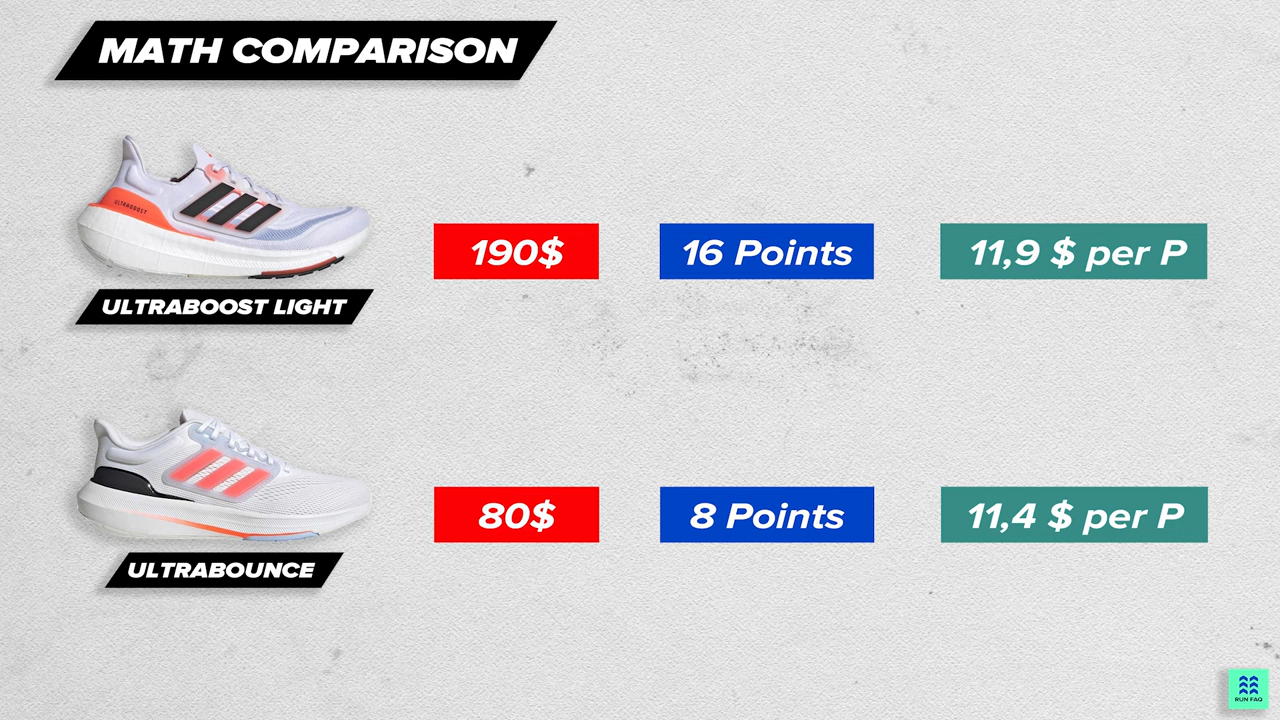 MATH COMPARISON
ULTRABOOST
190$
16 Points
11,9 $ per P
ULTRABOOST LIGHT
80$
8 Points
11,4 $ per P
ULTRABOUNCE
RUN FAQ